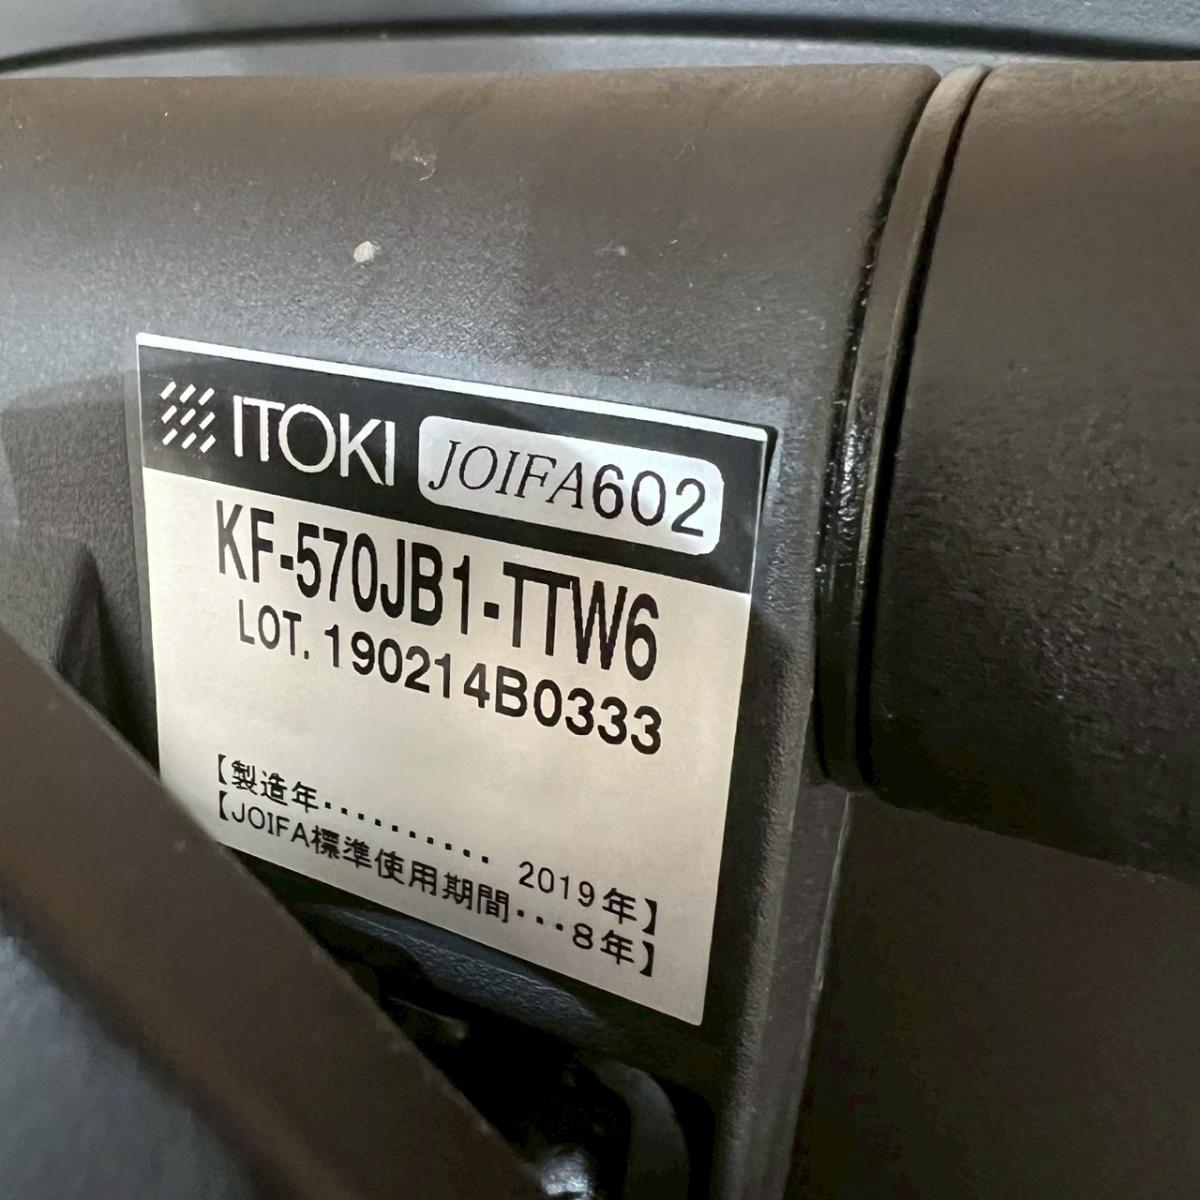 ITOKI JOIFA602
KF-570JB1-TTW6
LOT. 190214B0333
【製造年・・・・・・・・・・ 2019年】
【JOIFA標準使用期間・・・8年】